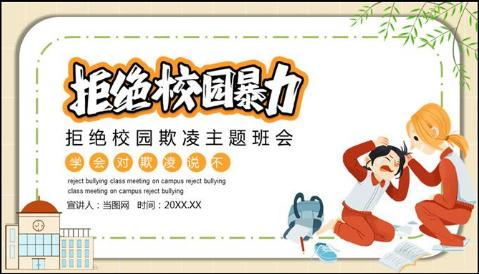 拒绝校园暴力
拒绝校园欺凌主题班会
学会对欺凌说不
reject bullying class meeting on campus reject bullying
class meeting on campus reject bullying
宣讲人：当图网 时间：20XX.XX